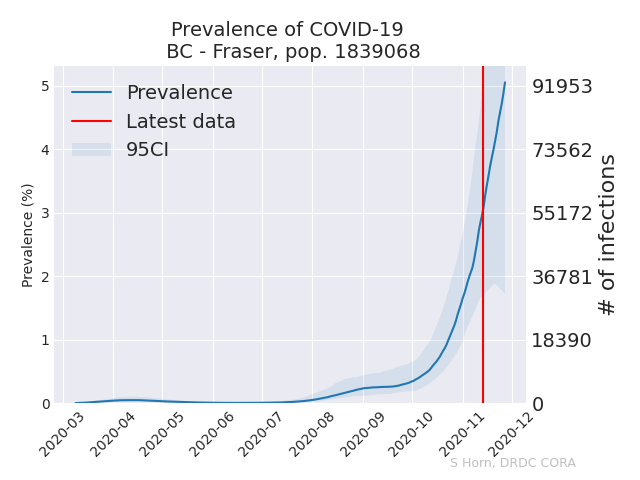 Prevalence of COVID-19
BC - Fraser, pop. 1839068
Prevalence
Latest data
95CI
Prevalence (%)
5
4
3
2
1
0
91953
73562
55172
36781
18390
0
# of infections
2020-03
2020-04
2020-05
2020-06
2020-07
2020-08
2020-09
2020-10
2020-11
2020-12
S Horn, DRDC CORA